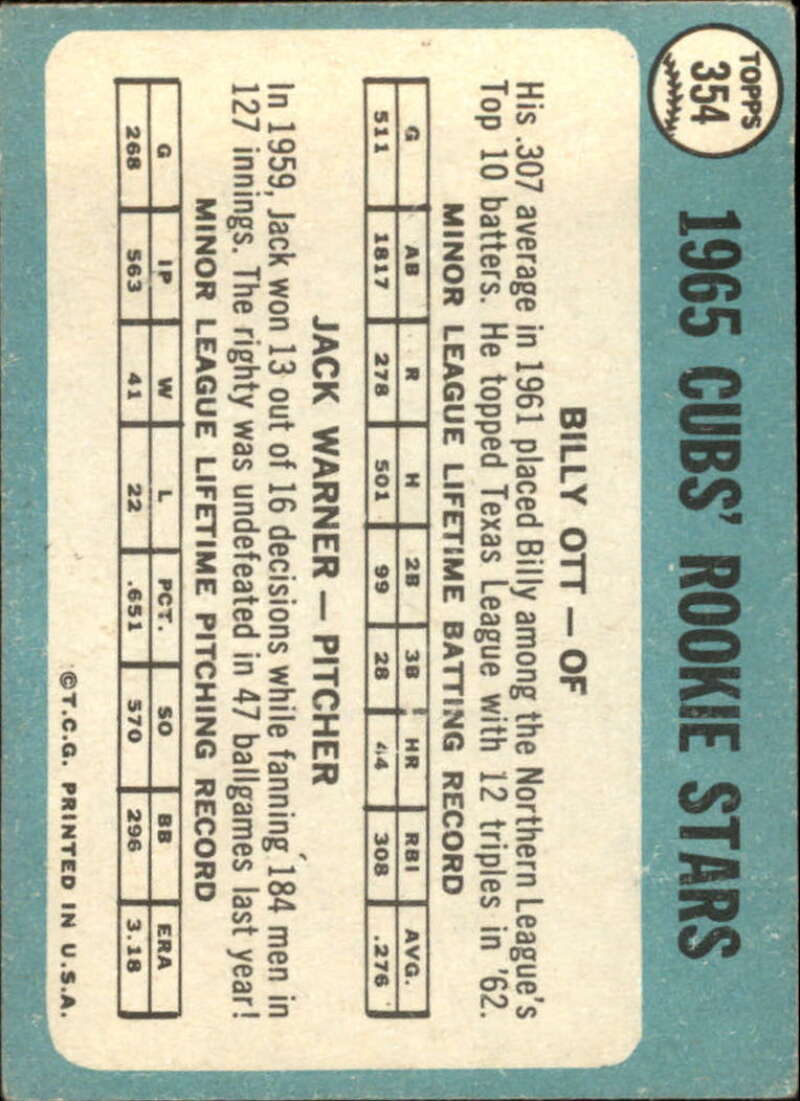 TOPPS
354
1965 CUBS' ROOKIE STARS
BILLY OTT — OF
His .307 average in 1961 placed Billy among the Northern League's
Top 10 batters. He topped Texas League with 12 triples in '62.
MINOR LEAGUE LIFETIME BATTING RECORD
G AB R H 2B 3B HR RBI AVG.
511 1817 278 501 99 28 44 308 .276
JACK WARNER — PITCHER
In 1959, Jack won 13 out of 16 decisions while fanning 184 men in
127 innings. The righty was undefeated in 47 ballgames last year!
MINOR LEAGUE LIFETIME PITCHING RECORD
G IP W L PCT. SO BB ERA
268 563 41 22 .651 570 296 3.18
©T.C.G. PRINTED IN U.S.A.